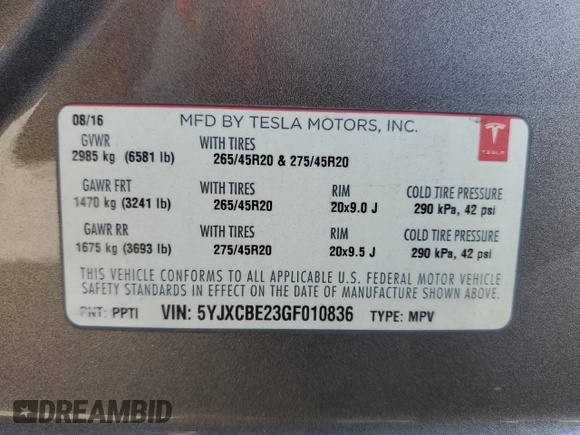 08/16 MFD BY TESLA MOTORS, INC.
GVWR WITH TIRES
2985 kg (6581 lb) 265/45R20 & 275/45R20
TESLA
GAWR FRT WITH TIRES RIM COLD TIRE PRESSURE
1470 kg (3241 lb) 265/45R20 20x9.0 J 290 kPa, 42 psi
GAWR RR WITH TIRES RIM COLD TIRE PRESSURE
1675 kg (3693 lb) 275/45R20 20x9.5 J 290 kPa, 42 psi
THIS VEHICLE CONFORMS TO ALL APPLICABLE U.S. FEDERAL MOTOR VEHICLE
SAFETY STANDARDS IN EFFECT ON THE DATE OF MANUFACTURE SHOWN ABOVE.
PNT: PPTI VIN: 5YJXCBE23GF010836 TYPE: MPV
DREAMBID